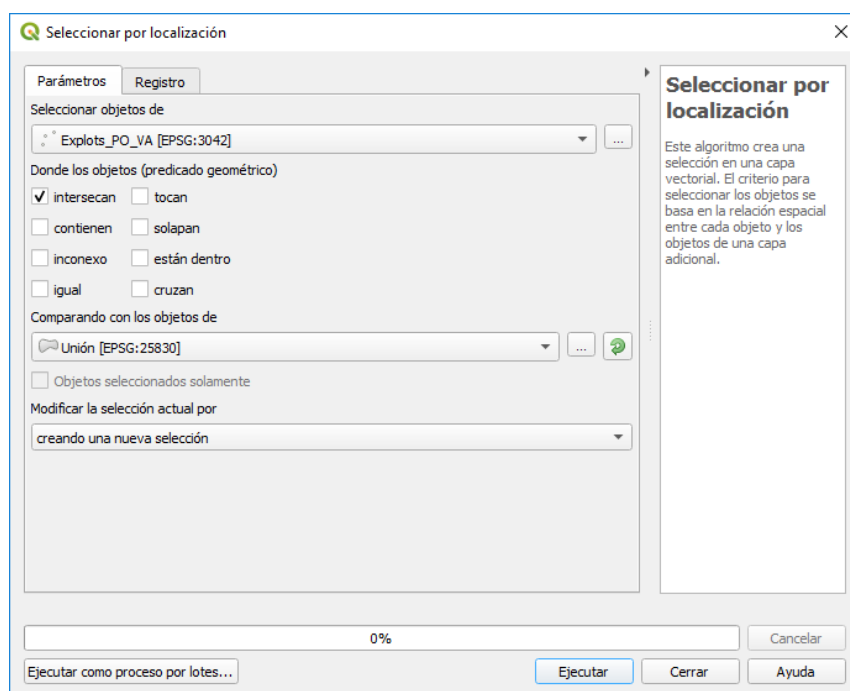 Seleccionar por localización
Parámetros
Registro
Seleccionar objetos de
Explots_PO_VA [EPSG:3042]
...
Donde los objetos (predicado geométrico)
intersecan
tocan
contienen
solapan
inconexo
están dentro
igual
cruzan
Comparando con los objetos de
Unión [EPSG:25830]
...
Objetos seleccionados solamente
Modificar la selección actual por
creando una nueva selección
Seleccionar por
localización
Este algoritmo crea una
selección en una capa
vectorial. El criterio para
seleccionar los objetos se
basa en la relación espacial
entre cada objeto y los
objetos de una capa
adicional.
0%
Cancelar
Ejecutar como proceso por lotes...
Ejecutar
Cerrar
Ayuda